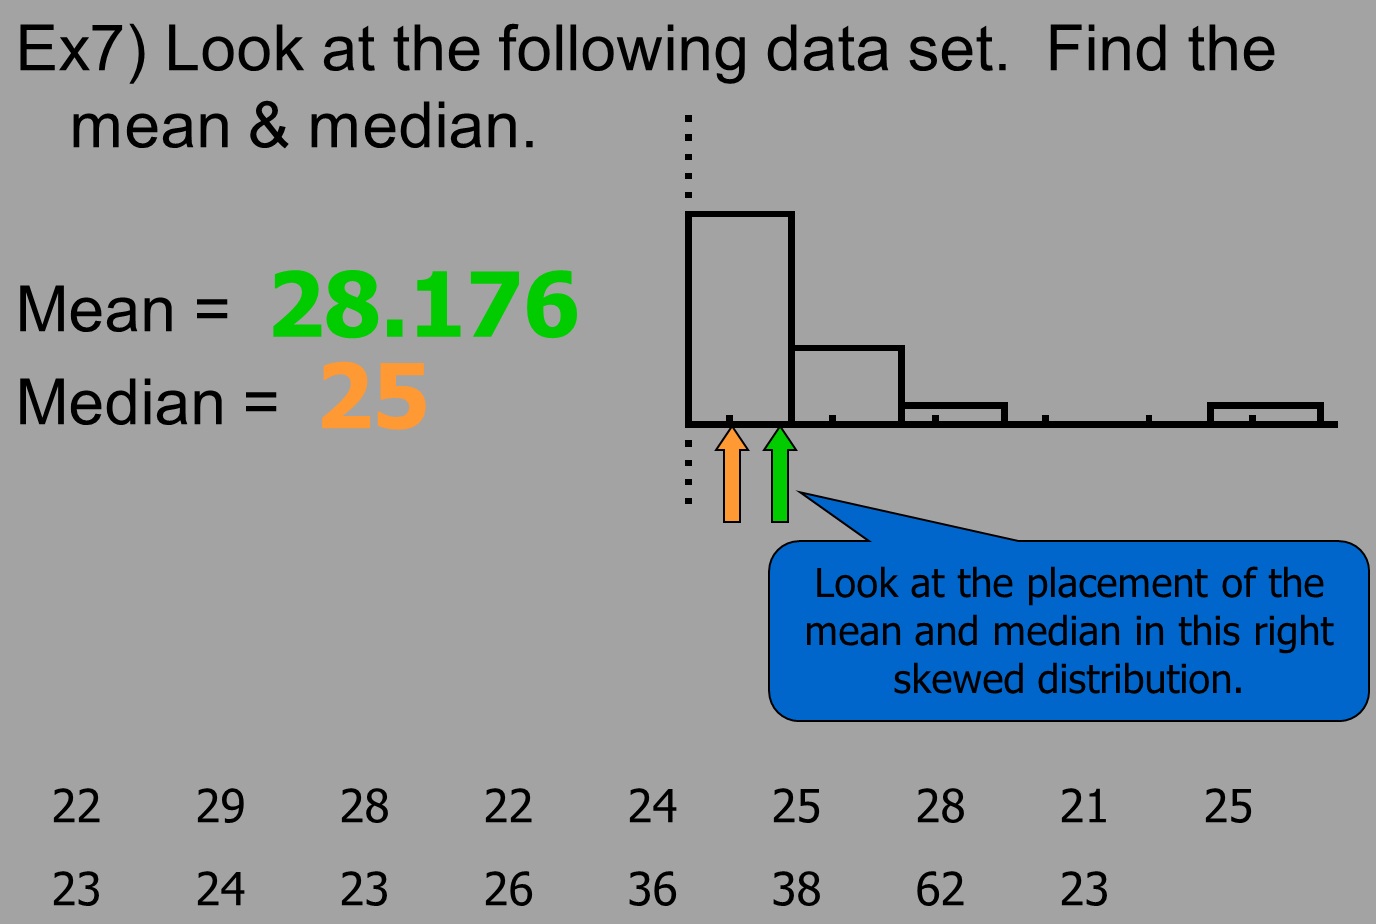 Ex7) Look at the following data set.  Find the
mean & median.
Mean = 28.176
Median = 25
Look at the placement of the
mean and median in this right
skewed distribution.
22 29 28 22 24 25 28 21 25
23 24 23 26 36 38 62 23